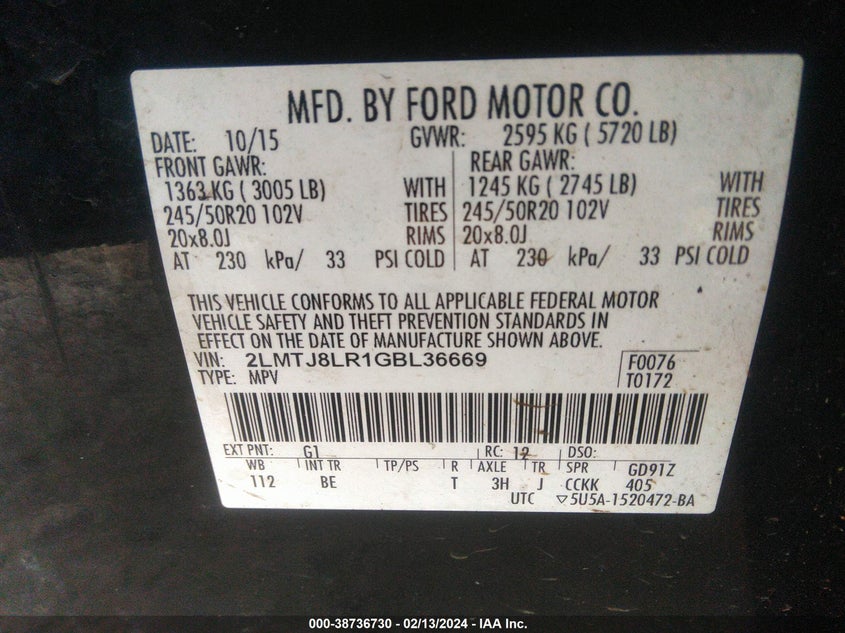 MFD. BY FORD MOTOR CO.
DATE: 10/15 GVWR: 2595 KG ( 5720 LB)
FRONT GAWR: REAR GAWR:
1363 KG ( 3005 LB) WITH 1245 KG ( 2745 LB) WITH
245/50R20 102V TIRES 245/50R20 102V TIRES
20x8.0J RIMS 20x8.0J RIMS
AT 230 kPa/ 33 PSI COLD AT 230 kPa/ 33 PSI COLD
THIS VEHICLE CONFORMS TO ALL APPLICABLE FEDERAL MOTOR
VEHICLE SAFETY AND THEFT PREVENTION STANDARDS IN
EFFECT ON THE DATE OF MANUFACTURE SHOWN ABOVE.
VIN: 2LMTJ8LR1GBL36669 F0076
TYPE: MPV T0172
EXT PNT: G1 RC: 12 DSO:
WB INT TR TP/PS R AXLE TR SPR GD91Z
112 BE T 3H J CCKK 405
UTC ▽5U5A-1520472-BA
000-38736730 - 02/13/2024 - IAA Inc.